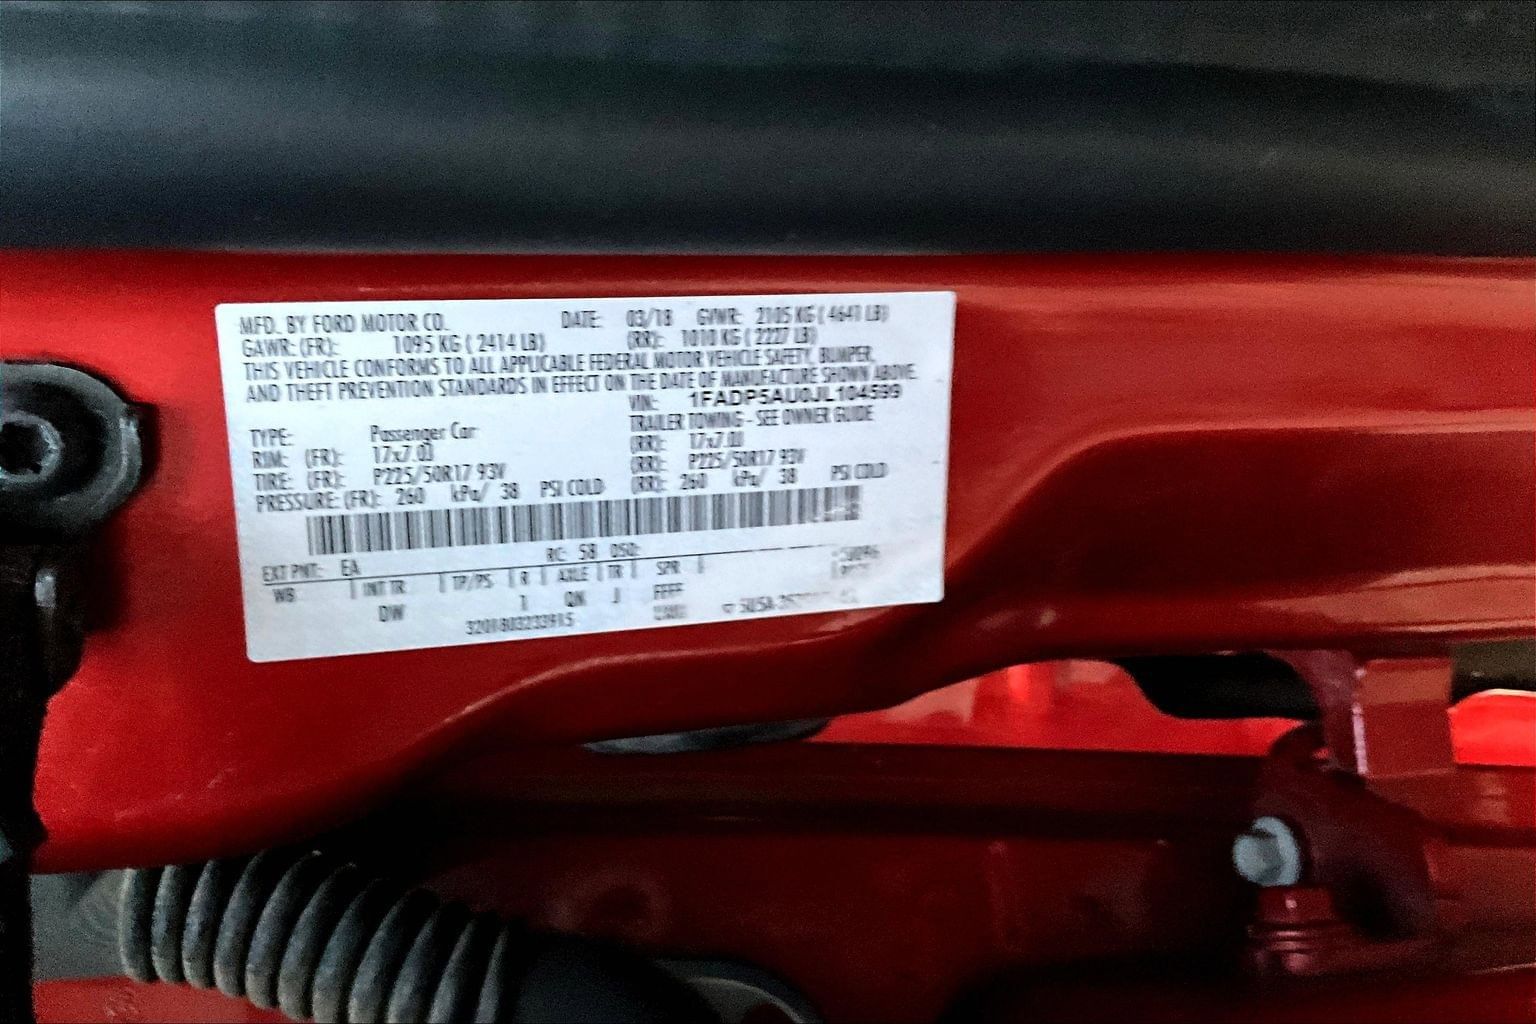 MFD. BY FORD MOTOR CO. DATE: 03/18 GVWR: 2105 KG ( 4641 LB)
GAWR: (FR): 1095 KG ( 2414 LB) (RR): 1010 KG ( 2227 LB)
THIS VEHICLE CONFORMS TO ALL APPLICABLE FEDERAL MOTOR VEHICLE SAFETY, BUMPER,
AND THEFT PREVENTION STANDARDS IN EFFECT ON THE DATE OF MANUFACTURE SHOWN ABOVE.
VIN: 1FADP5AU0JL104599
TRAILER TOWING - SEE OWNER GUIDE
TYPE: Passenger Car
RIM: (FR): 17x7.0J (RR): 17x7.0J
TIRE: (FR): P225/50R17 93V (RR): P225/50R17 93V
PRESSURE: (FR): 260 kPa/ 38 PSI COLD (RR): 260 kPa/ 38 PSI COLD
EXT PNT: EA RC: 58 DSO:
WB | INT TR | TP/PS | R | AXLE | TR | SPR |
DW 1 QN J FFFF
3201803233915